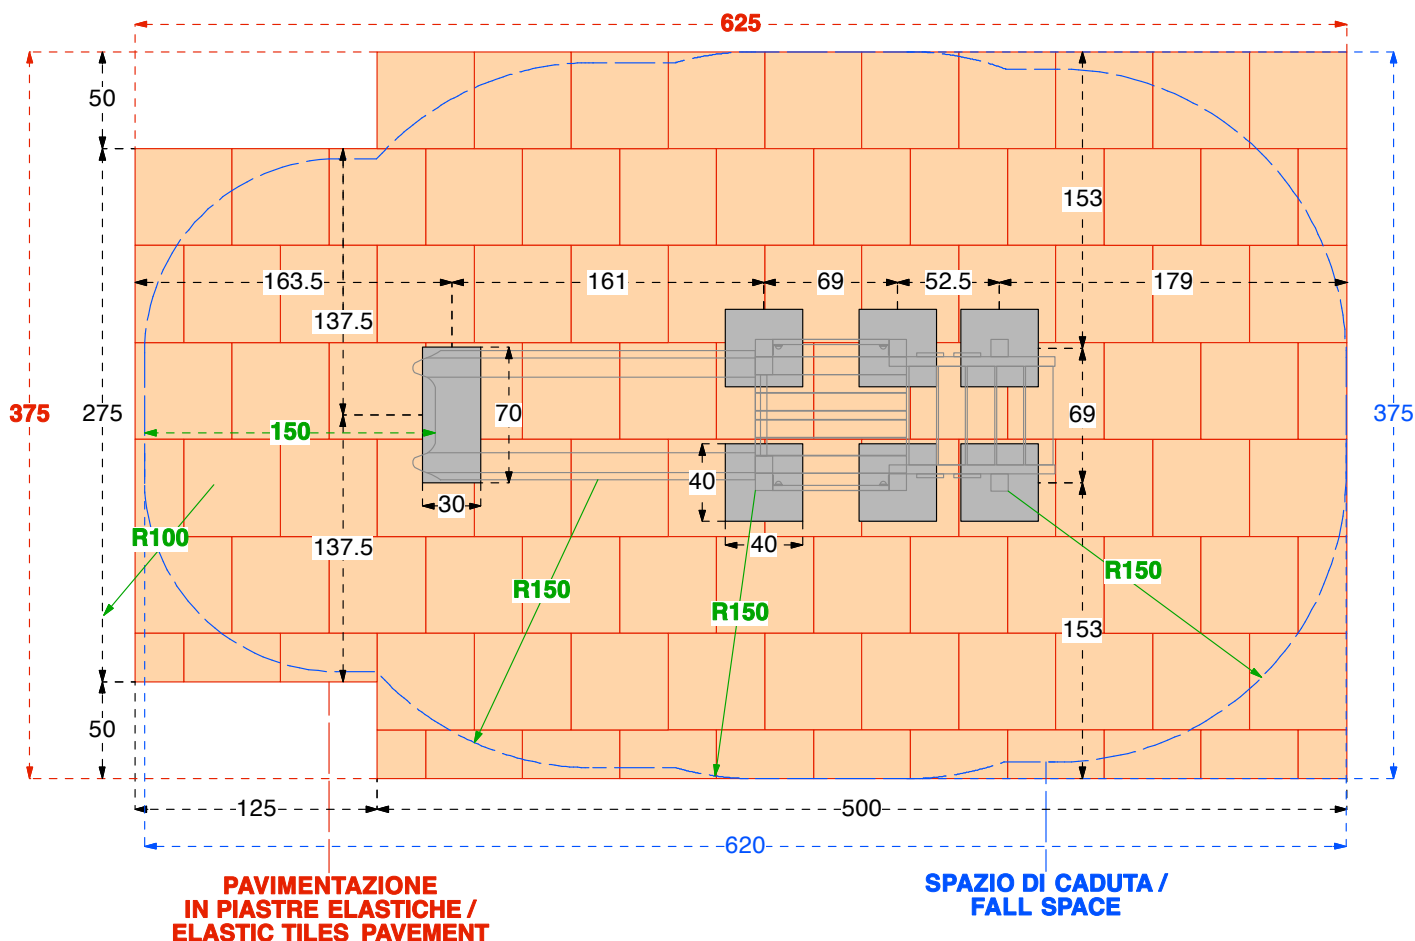 625
50
153
163.5
161
69
52.5
179
137.5
375
275
150
70
69
375
40
30
R100
137.5
40
R150
R150
R150
153
50
125
500
620
PAVIMENTAZIONE
IN PIASTRE ELASTICHE /
ELASTIC TILES PAVEMENT
SPAZIO DI CADUTA /
FALL SPACE